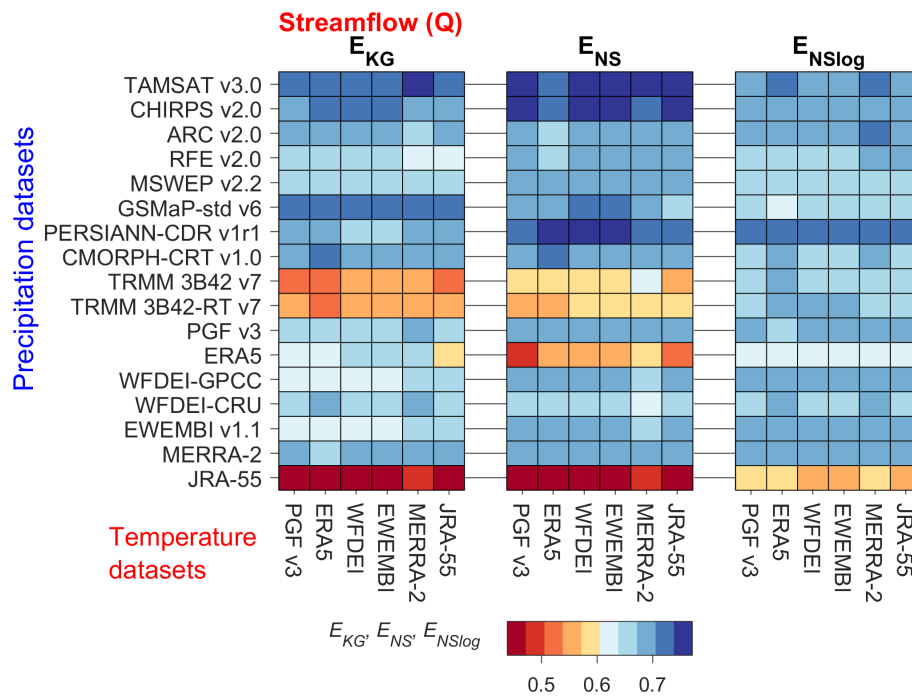 Streamflow (Q)
E_KG E_NS E_NSlog
Precipitation datasets
TAMSAT v3.0
CHIRPS v2.0
ARC v2.0
RFE v2.0
MSWEP v2.2
GSMaP-std v6
PERSIANN-CDR v1r1
CMORPH-CRT v1.0
TRMM 3B42 v7
TRMM 3B42-RT v7
PGF v3
ERA5
WFDEI-GPCC
WFDEI-CRU
EWEMBI v1.1
MERRA-2
JRA-55
Temperature
datasets
PGF v3
ERA5
WFDEI
EWEMBI
MERRA-2
JRA-55
PGF v3
ERA5
WFDEI
EWEMBI
MERRA-2
JRA-55
PGF v3
ERA5
WFDEI
EWEMBI
MERRA-2
JRA-55
E_KG, E_NS, E_NSlog
0.5 0.6 0.7